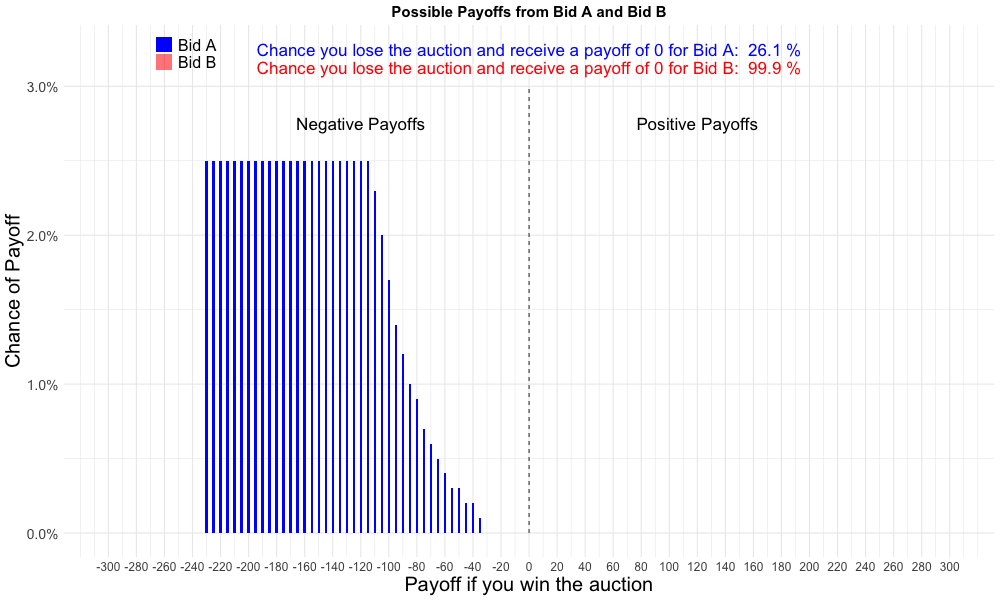 Possible Payoffs from Bid A and Bid B
Bid A
Bid B
Chance you lose the auction and receive a payoff of 0 for Bid A: 26.1 %
Chance you lose the auction and receive a payoff of 0 for Bid B: 99.9 %
Negative Payoffs
Positive Payoffs
Chance of Payoff
3.0%
2.0%
1.0%
0.0%
-300 -280 -260 -240 -220 -200 -180 -160 -140 -120 -100 -80 -60 -40 -20 0 20 40 60 80 100 120 140 160 180 200 220 240 260 280 300
Payoff if you win the auction